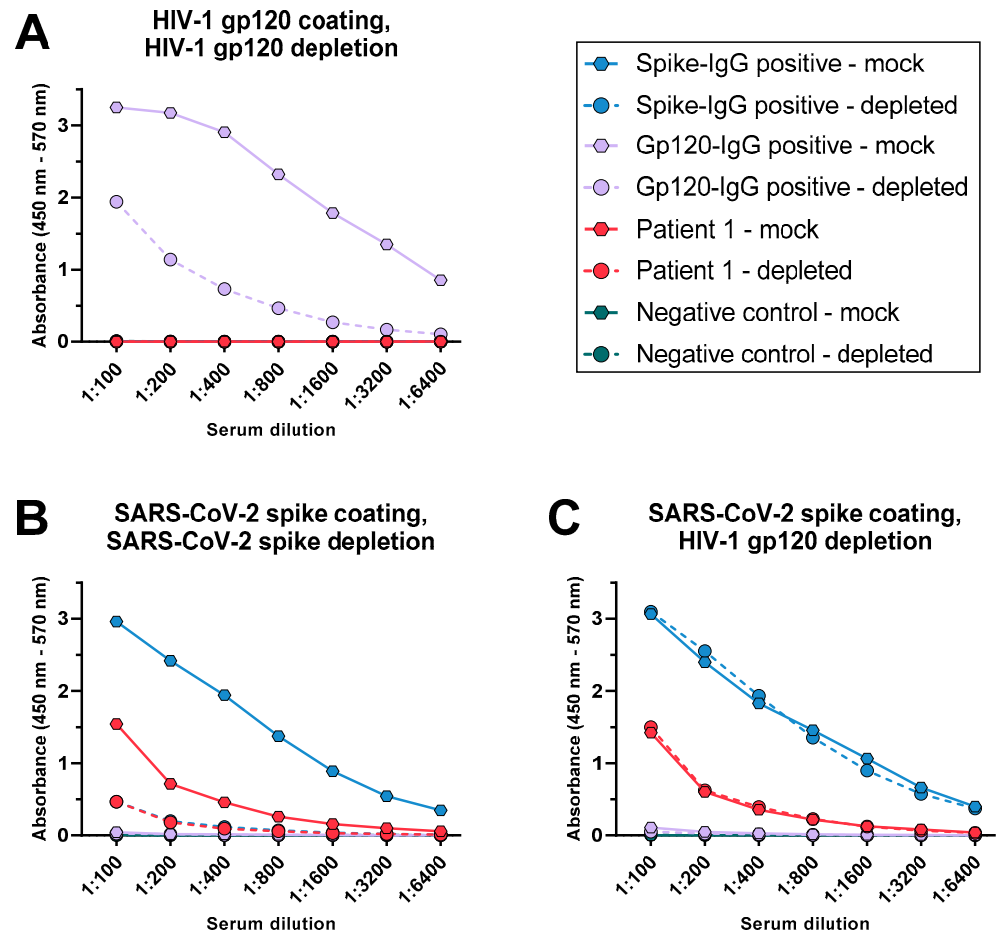 A
HIV-1 gp120 coating,
HIV-1 gp120 depletion
Absorbance (450 nm - 570 nm)
3
2
1
0
1:100
1:200
1:400
1:800
1:1600
1:3200
1:6400
Serum dilution
Spike-IgG positive - mock
Spike-IgG positive - depleted
Gp120-IgG positive - mock
Gp120-IgG positive - depleted
Patient 1 - mock
Patient 1 - depleted
Negative control - mock
Negative control - depleted
B
SARS-CoV-2 spike coating,
SARS-CoV-2 spike depletion
Absorbance (450 nm - 570 nm)
3
2
1
0
1:100
1:200
1:400
1:800
1:1600
1:3200
1:6400
Serum dilution
C
SARS-CoV-2 spike coating,
HIV-1 gp120 depletion
Absorbance (450 nm - 570 nm)
3
2
1
0
1:100
1:200
1:400
1:800
1:1600
1:3200
1:6400
Serum dilution